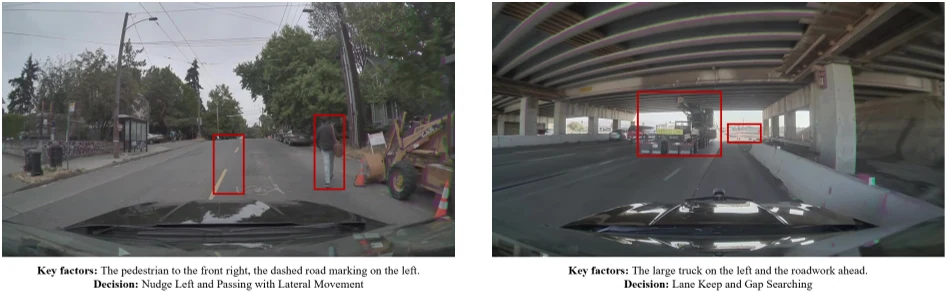 Key factors: The pedestrian to the front right, the dashed road marking on the left.
Decision: Nudge Left and Passing with Lateral Movement
Key factors: The large truck on the left and the roadwork ahead.
Decision: Lane Keep and Gap Searching